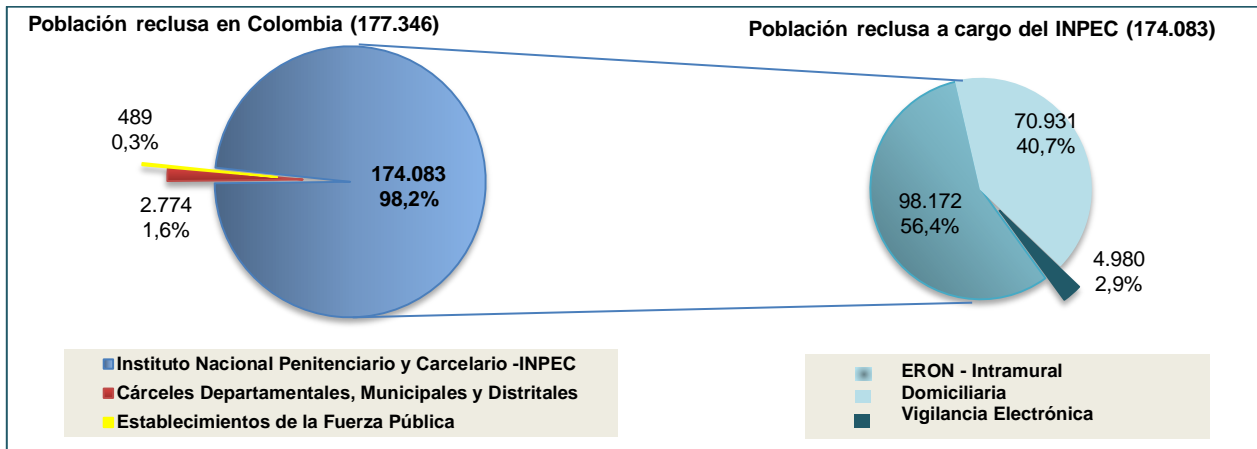 Población reclusa en Colombia (177.346)
489
0,3%
2.774
1,6%
174.083
98,2%
Instituto Nacional Penitenciario y Carcelario -INPEC
Cárceles Departamentales, Municipales y Distritales
Establecimientos de la Fuerza Pública
Población reclusa a cargo del INPEC (174.083)
70.931
40,7%
98.172
56,4%
4.980
2,9%
ERON - Intramural
Domiciliaria
Vigilancia Electrónica